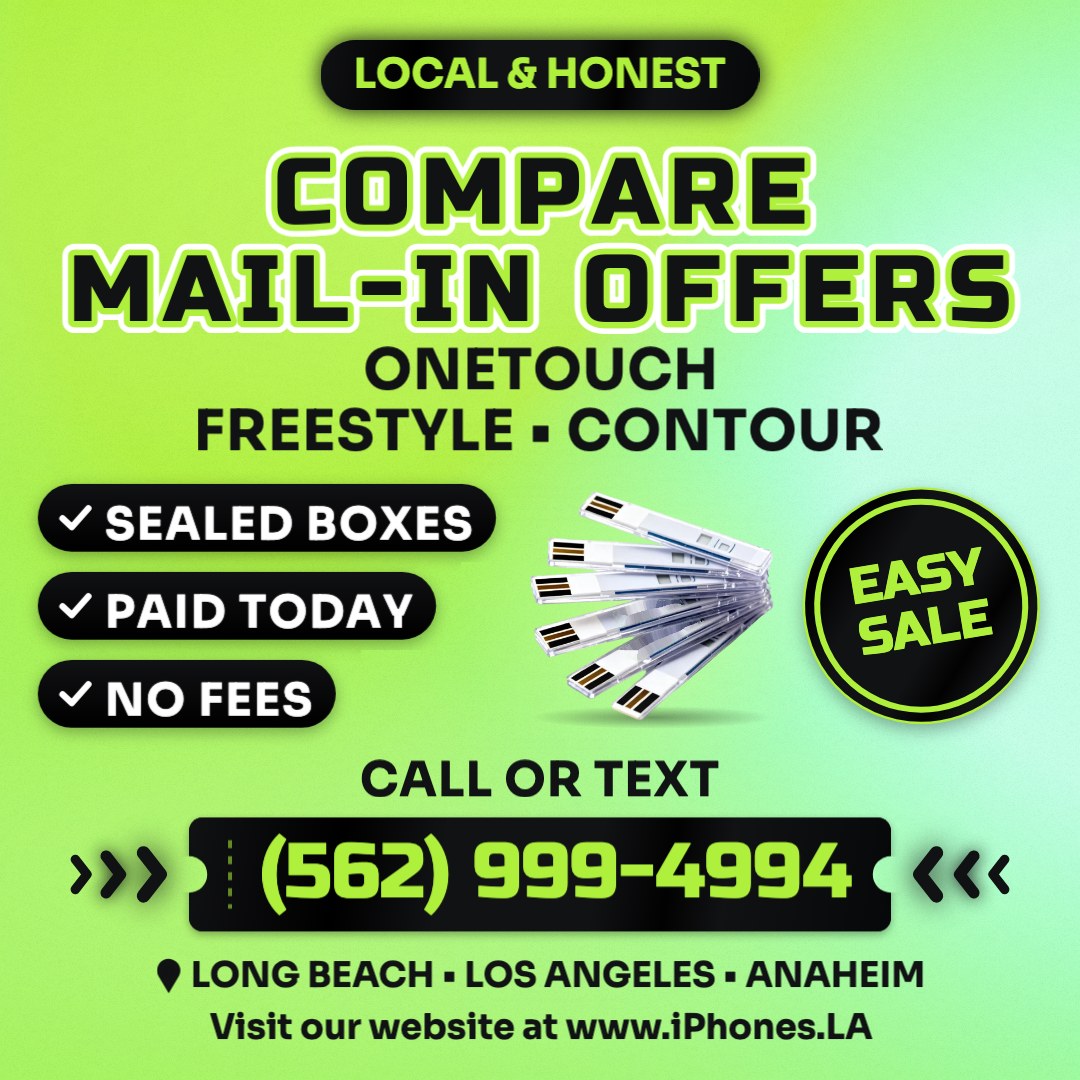 LOCAL & HONEST
COMPARE
MAIL-IN OFFERS
ONETOUCH
FREESTYLE ▪ CONTOUR
SEALED BOXES
PAID TODAY
NO FEES
EASY
SALE
CALL OR TEXT
(562) 999-4994
LONG BEACH ▪ LOS ANGELES ▪ ANAHEIM
Visit our website at www.iPhones.LA